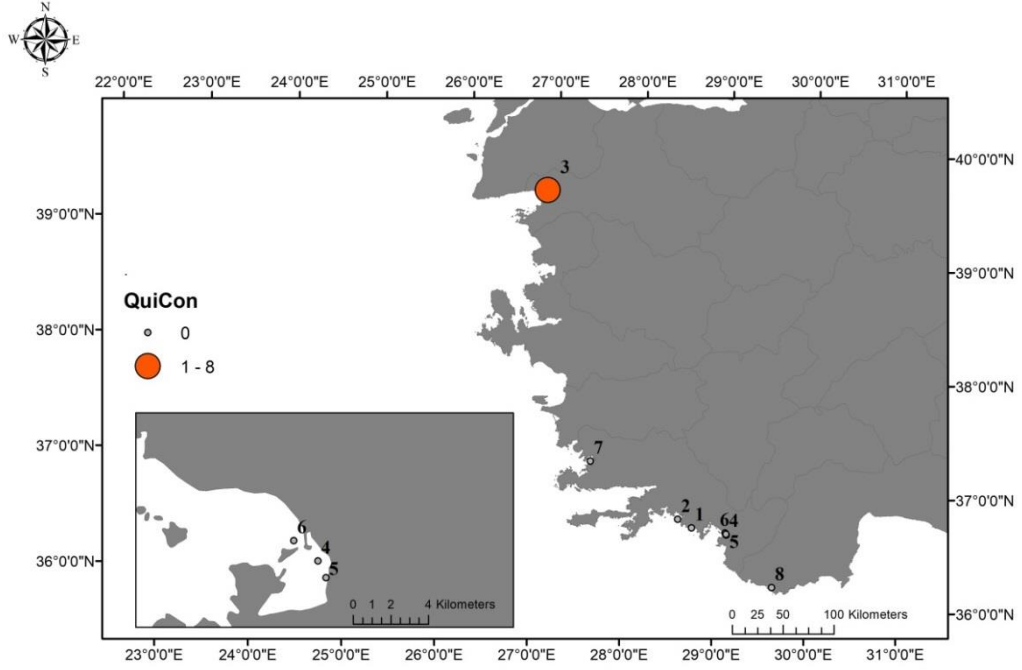 N
W E
S
22°0'0"E 23°0'0"E 24°0'0"E 25°0'0"E 26°0'0"E 27°0'0"E 28°0'0"E 29°0'0"E 30°0'0"E 31°0'0"E
40°0'0"N
3
39°0'0"N
39°0'0"N
QuiCon
0
38°0'0"N
1 - 8
38°0'0"N
37°0'0"N
7
37°0'0"N
2 1 64
5
6
4
5
36°0'0"N
8
0 1 2 4 Kilometers
0 25 50 100 Kilometers
36°0'0"N
23°0'0"E 24°0'0"E 25°0'0"E 26°0'0"E 27°0'0"E 28°0'0"E 29°0'0"E 30°0'0"E 31°0'0"E